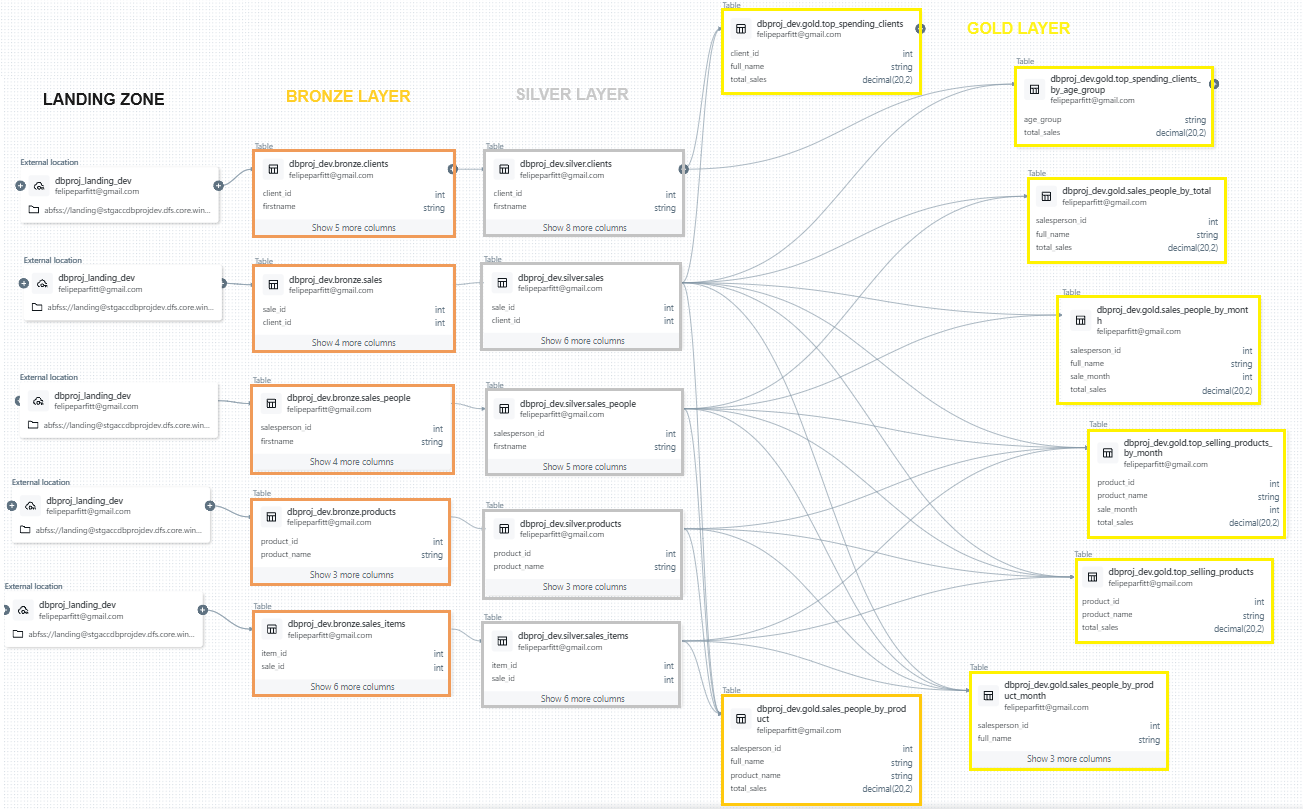 LANDING ZONE
External location
dbproj_landing_dev
felipeparfitt@gmail.com
abfss://landing@stgaccdbprojdev.dfs.core.win...
External location
dbproj_landing_dev
felipeparfitt@gmail.com
abfss://landing@stgaccdbprojdev.dfs.core.win...
External location
dbproj_landing_dev
felipeparfitt@gmail.com
abfss://landing@stgaccdbprojdev.dfs.core.win...
External location
dbproj_landing_dev
felipeparfitt@gmail.com
abfss://landing@stgaccdbprojdev.dfs.core.win...
External location
dbproj_landing_dev
felipeparfitt@gmail.com
abfss://landing@stgaccdbprojdev.dfs.core.win...
BRONZE LAYER
Table
dbproj_dev.bronze.clients
felipeparfitt@gmail.com
client_id int
firstname string
Show 5 more columns
Table
dbproj_dev.bronze.sales
felipeparfitt@gmail.com
sale_id int
client_id int
Show 4 more columns
Table
dbproj_dev.bronze.sales_people
felipeparfitt@gmail.com
salesperson_id int
firstname string
Show 4 more columns
Table
dbproj_dev.bronze.products
felipeparfitt@gmail.com
product_id int
product_name string
Show 3 more columns
Table
dbproj_dev.bronze.sales_items
felipeparfitt@gmail.com
item_id int
sale_id int
Show 6 more columns
SILVER LAYER
Table
dbproj_dev.silver.clients
felipeparfitt@gmail.com
client_id int
firstname string
Show 8 more columns
Table
dbproj_dev.silver.sales
felipeparfitt@gmail.com
sale_id int
client_id int
Show 6 more columns
Table
dbproj_dev.silver.sales_people
felipeparfitt@gmail.com
salesperson_id int
firstname string
Show 5 more columns
Table
dbproj_dev.silver.products
felipeparfitt@gmail.com
product_id int
product_name string
Show 3 more columns
Table
dbproj_dev.silver.sales_items
felipeparfitt@gmail.com
item_id int
sale_id int
Show 6 more columns
GOLD LAYER
Table
dbproj_dev.gold.top_spending_clients
felipeparfitt@gmail.com
client_id int
full_name string
total_sales decimal(20,2)
Table
dbproj_dev.gold.top_spending_clients_
by_age_group
felipeparfitt@gmail.com
age_group string
total_sales decimal(20,2)
Table
dbproj_dev.gold.sales_people_by_total
felipeparfitt@gmail.com
salesperson_id int
full_name string
total_sales decimal(20,2)
Table
dbproj_dev.gold.sales_people_by_mont
h
felipeparfitt@gmail.com
salesperson_id int
full_name string
sale_month int
total_sales decimal(20,2)
Table
dbproj_dev.gold.top_selling_products_
by_month
felipeparfitt@gmail.com
product_id int
product_name string
sale_month int
total_sales decimal(20,2)
Table
dbproj_dev.gold.top_selling_products
felipeparfitt@gmail.com
product_id int
product_name string
total_sales decimal(20,2)
Table
dbproj_dev.gold.sales_people_by_prod
uct_month
felipeparfitt@gmail.com
salesperson_id int
full_name string
Show 3 more columns
Table
dbproj_dev.gold.sales_people_by_prod
uct
felipeparfitt@gmail.com
salesperson_id int
full_name string
product_name string
total_sales decimal(20,2)